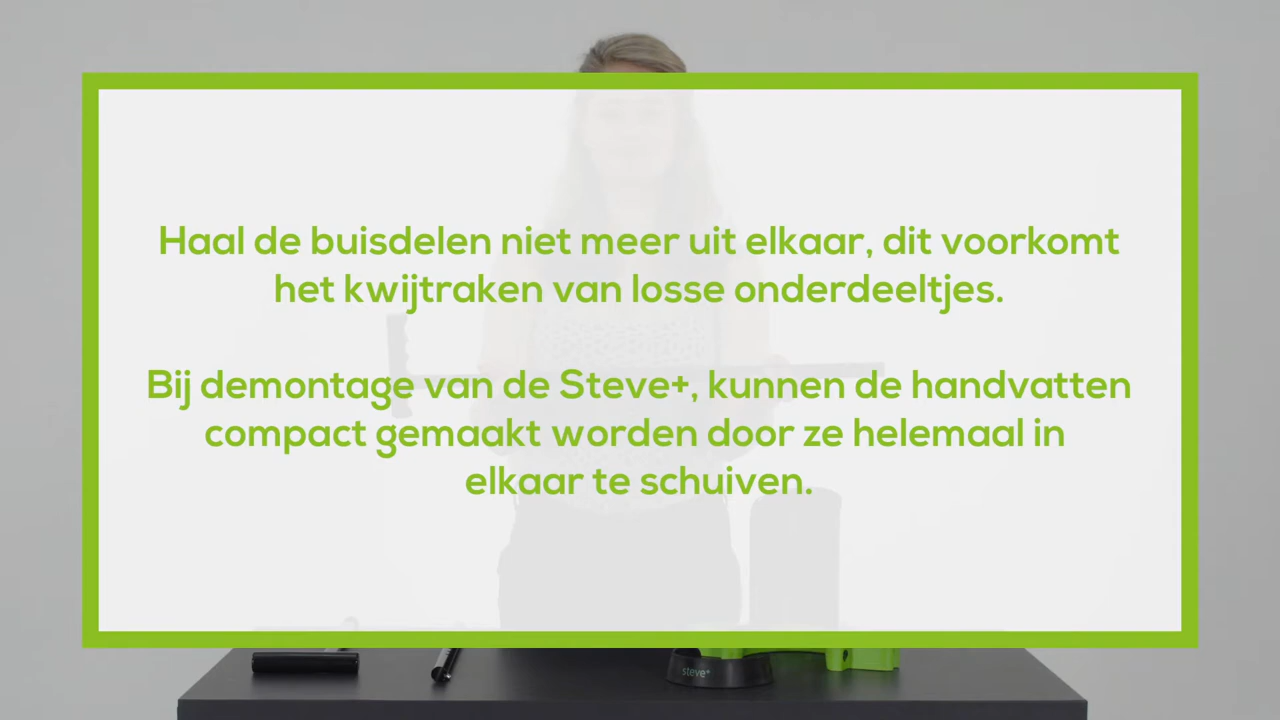 Haal de buisdelen niet meer uit elkaar, dit voorkomt
het kwijtraken van losse onderdeeltjes.
Bij demontage van de Steve+, kunnen de handvatten
compact gemaakt worden door ze helemaal in
elkaar te schuiven.
steve+